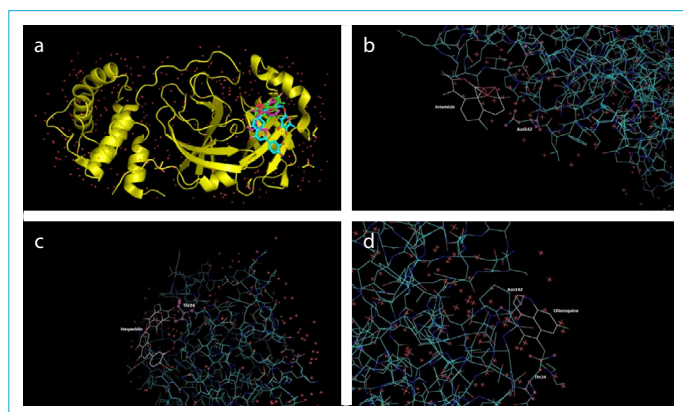 a
b
Artemisin
Asn142
c
Thr24
Hesperidin
d
Asn142
Chloroquine
Thr24